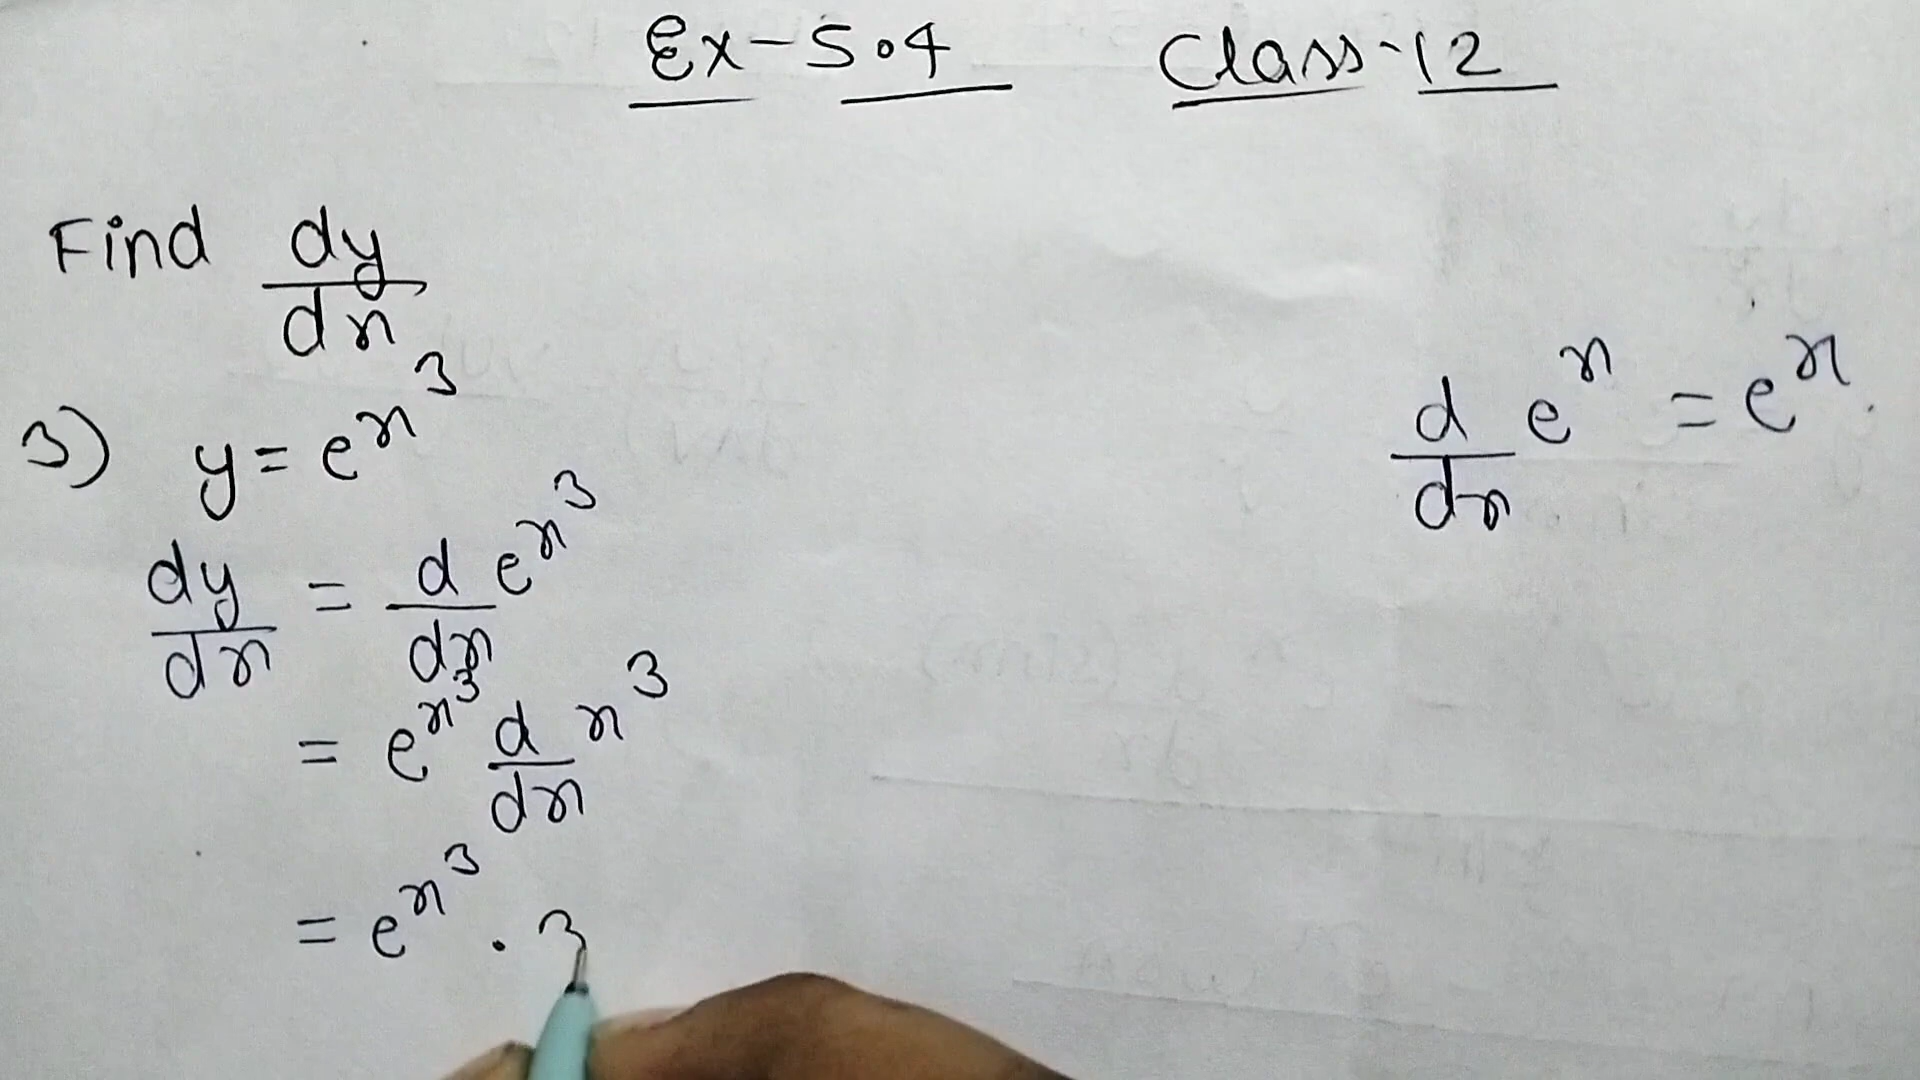 Ex-5.4 Class-12
Find dy/dx
3) y = e^x^3
d/dx e^x = e^x.
dy/dx = d/dx e^x^3
= e^x^3 d/dx x^3
= e^x^3 . 3